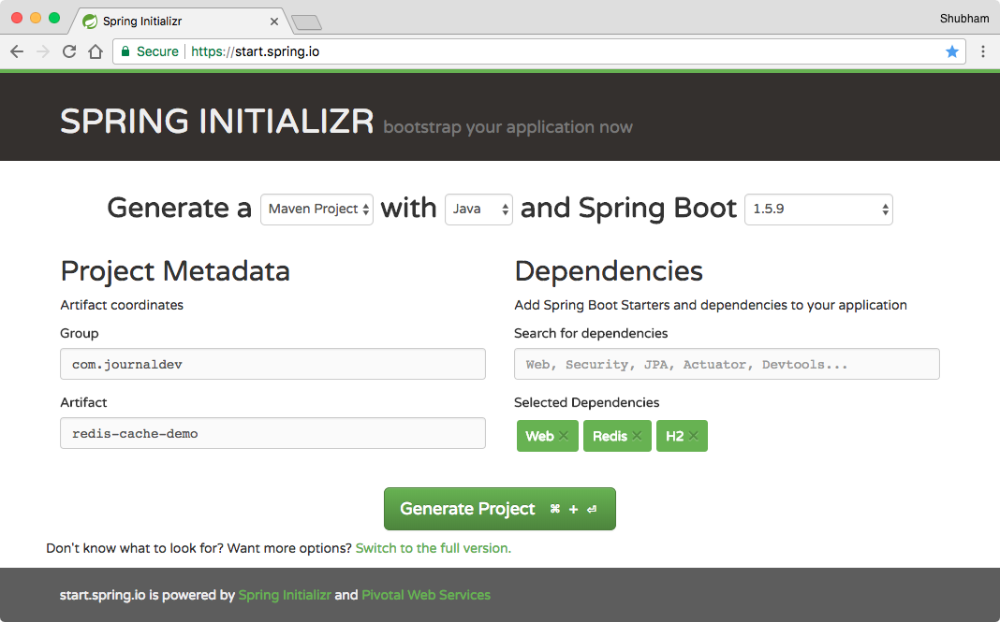 Spring Initializr
Shubham
Secure https://start.spring.io
SPRING INITIALIZR bootstrap your application now
Generate a Maven Project with Java and Spring Boot 1.5.9
Project Metadata
Artifact coordinates
Group
com.journaldev
Artifact
redis-cache-demo
Dependencies
Add Spring Boot Starters and dependencies to your application
Search for dependencies
Web, Security, JPA, Actuator, Devtools...
Selected Dependencies
Web × Redis × H2 ×
Generate Project ⌘ + ⏎
Don't know what to look for? Want more options? Switch to the full version.
start.spring.io is powered by Spring Initializr and Pivotal Web Services